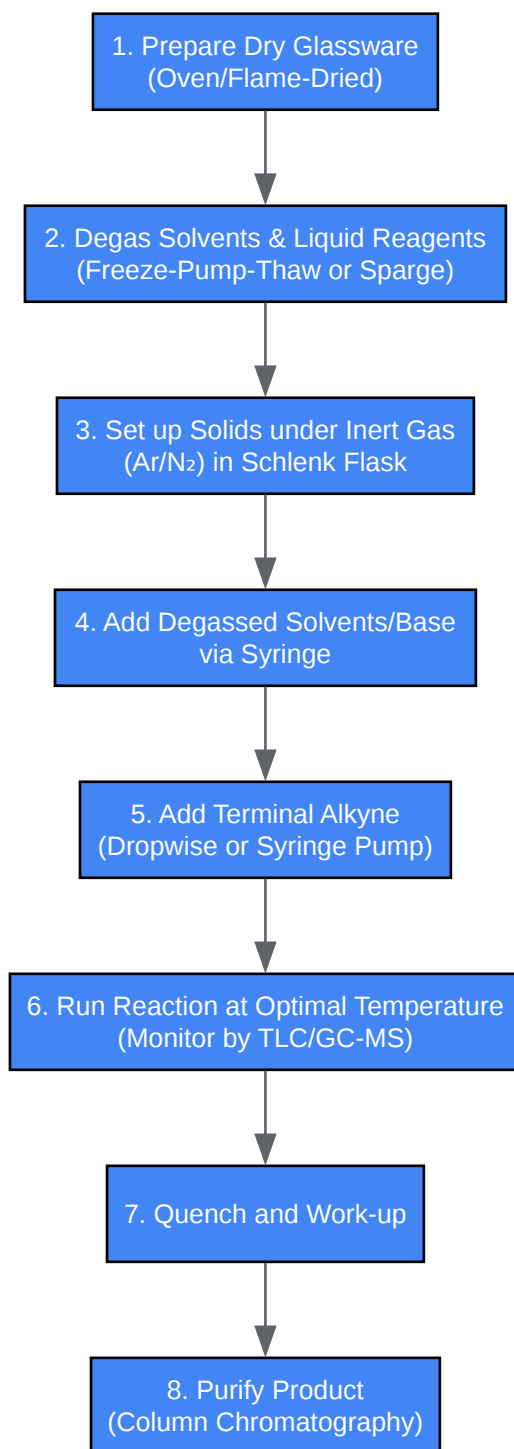 1. Prepare Dry Glassware
(Oven/Flame-Dried)
2. Degas Solvents & Liquid Reagents
(Freeze-Pump-Thaw or Sparge)
3. Set up Solids under Inert Gas
(Ar/N₂) in Schlenk Flask
4. Add Degassed Solvents/Base
via Syringe
5. Add Terminal Alkyne
(Dropwise or Syringe Pump)
6. Run Reaction at Optimal Temperature
(Monitor by TLC/GC-MS)
7. Quench and Work-up
8. Purify Product
(Column Chromatography)